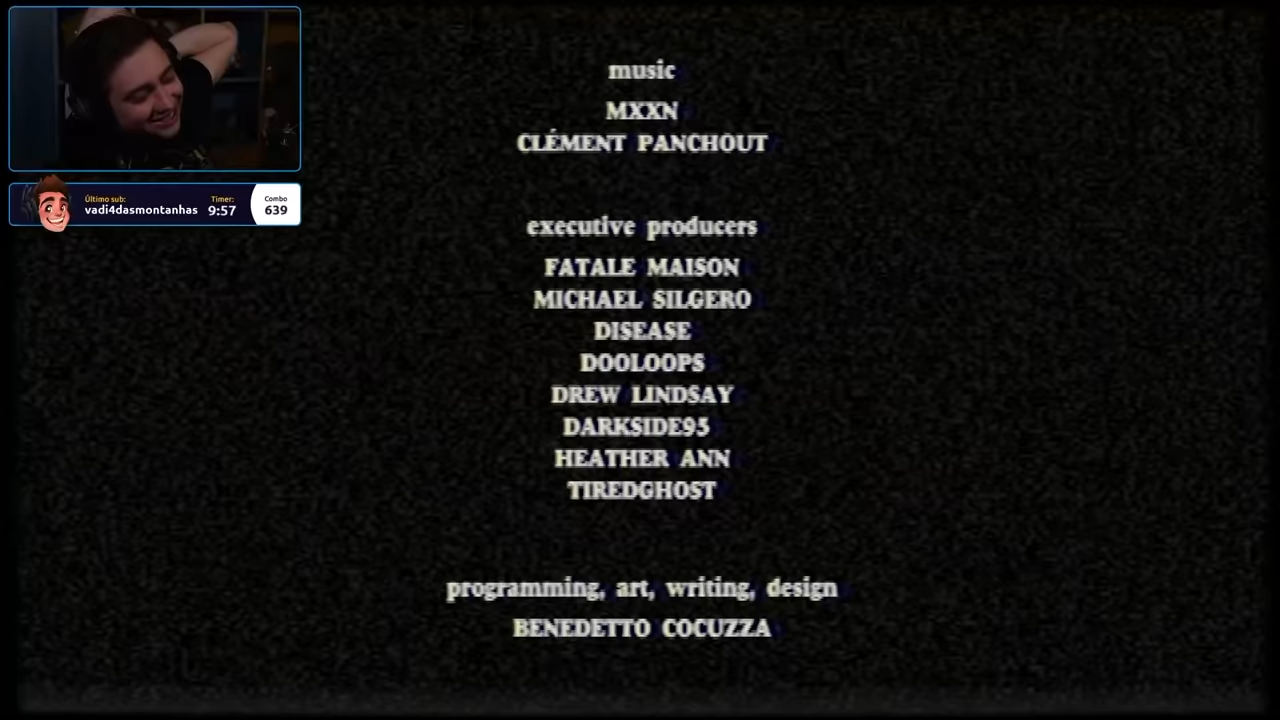 music
MXXN
CLÉMENT PANCHOUT
executive producers
FATALE MAISON
MICHAEL SILGERO
DISEASE
DOOLOOPS
DREW LINDSAY
DARKSIDE95
HEATHER ANN
TIREDGHOST
programming, art, writing, design
BENEDETTO COCUZZA
Último sub:
vadi4dasmontanhas
Timer:
9:57
Combo
639